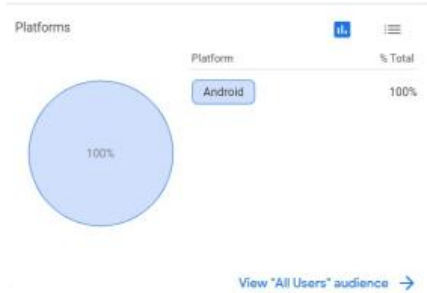 Platforms
Platform % Total
Android 100%
100%
View "All Users" audience →